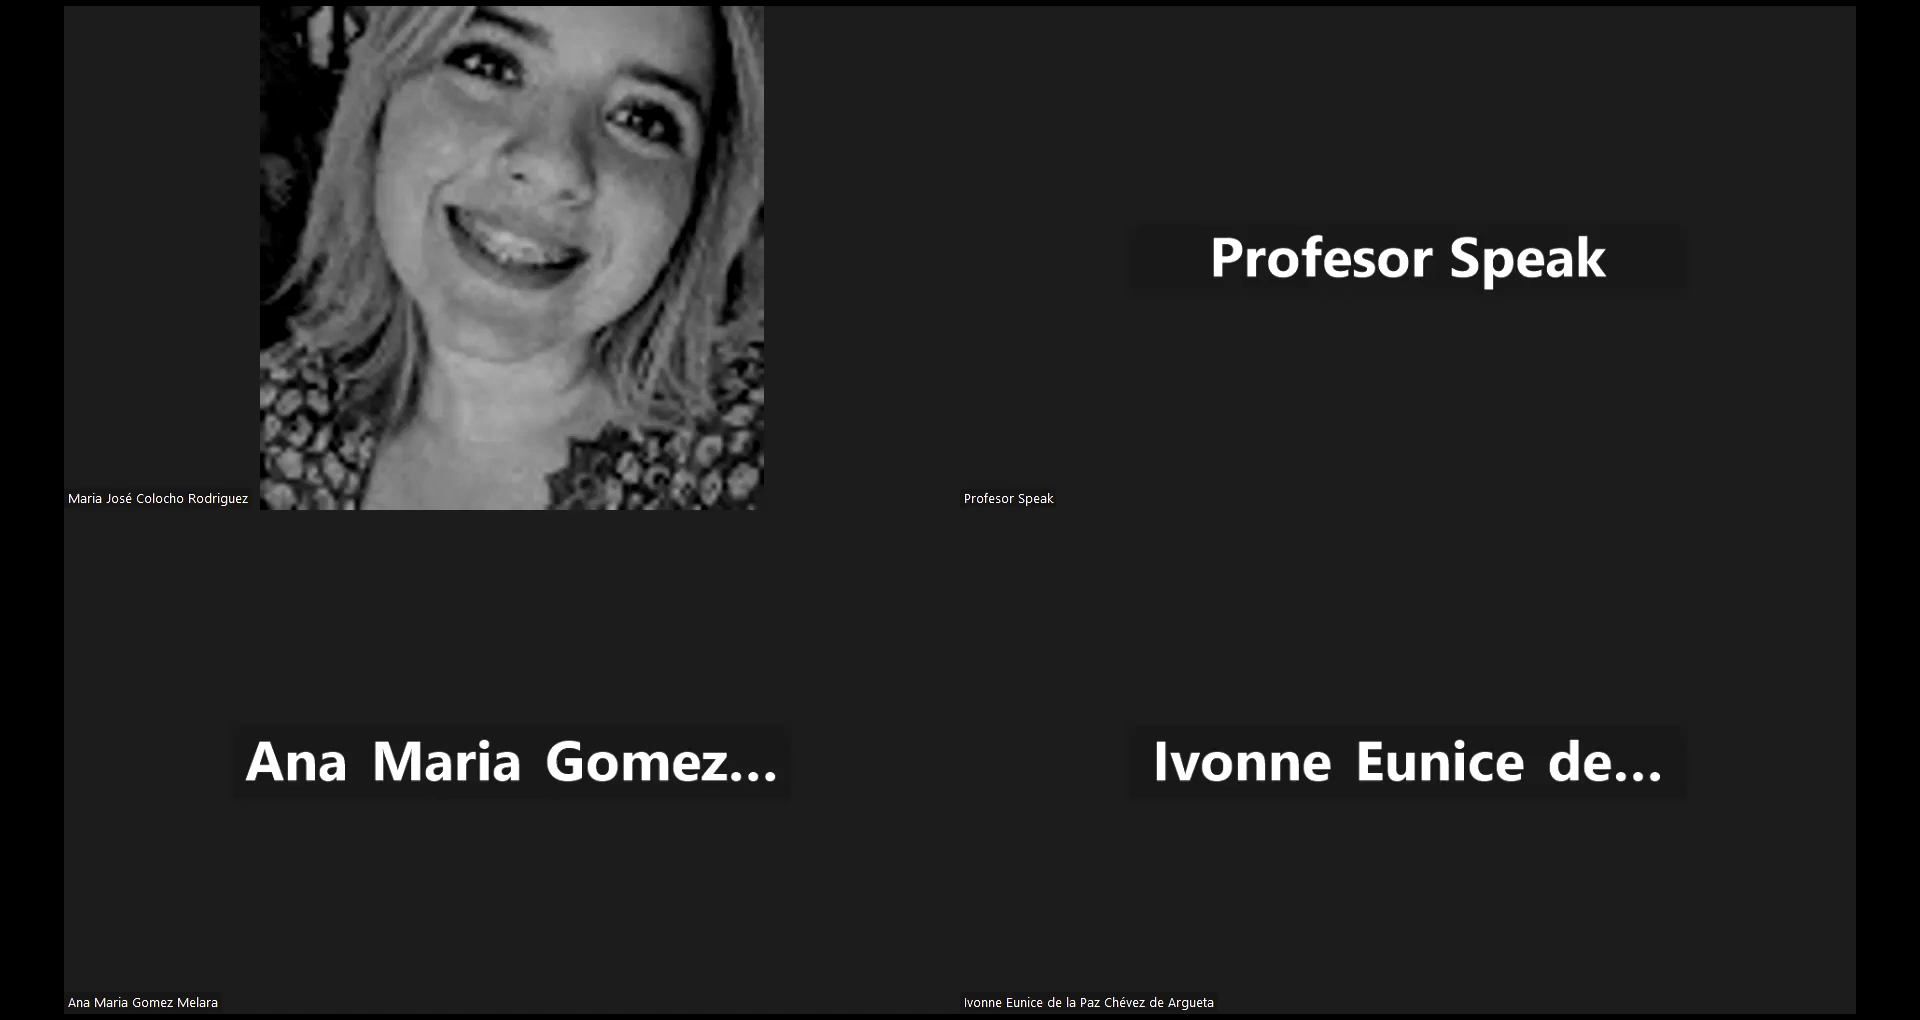 Profesor Speak
Maria José Colocho Rodriguez
Profesor Speak
Ana Maria Gomez...
Ivonne Eunice de...
Ana Maria Gomez Melara
Ivonne Eunice de la Paz Chévez de Argueta